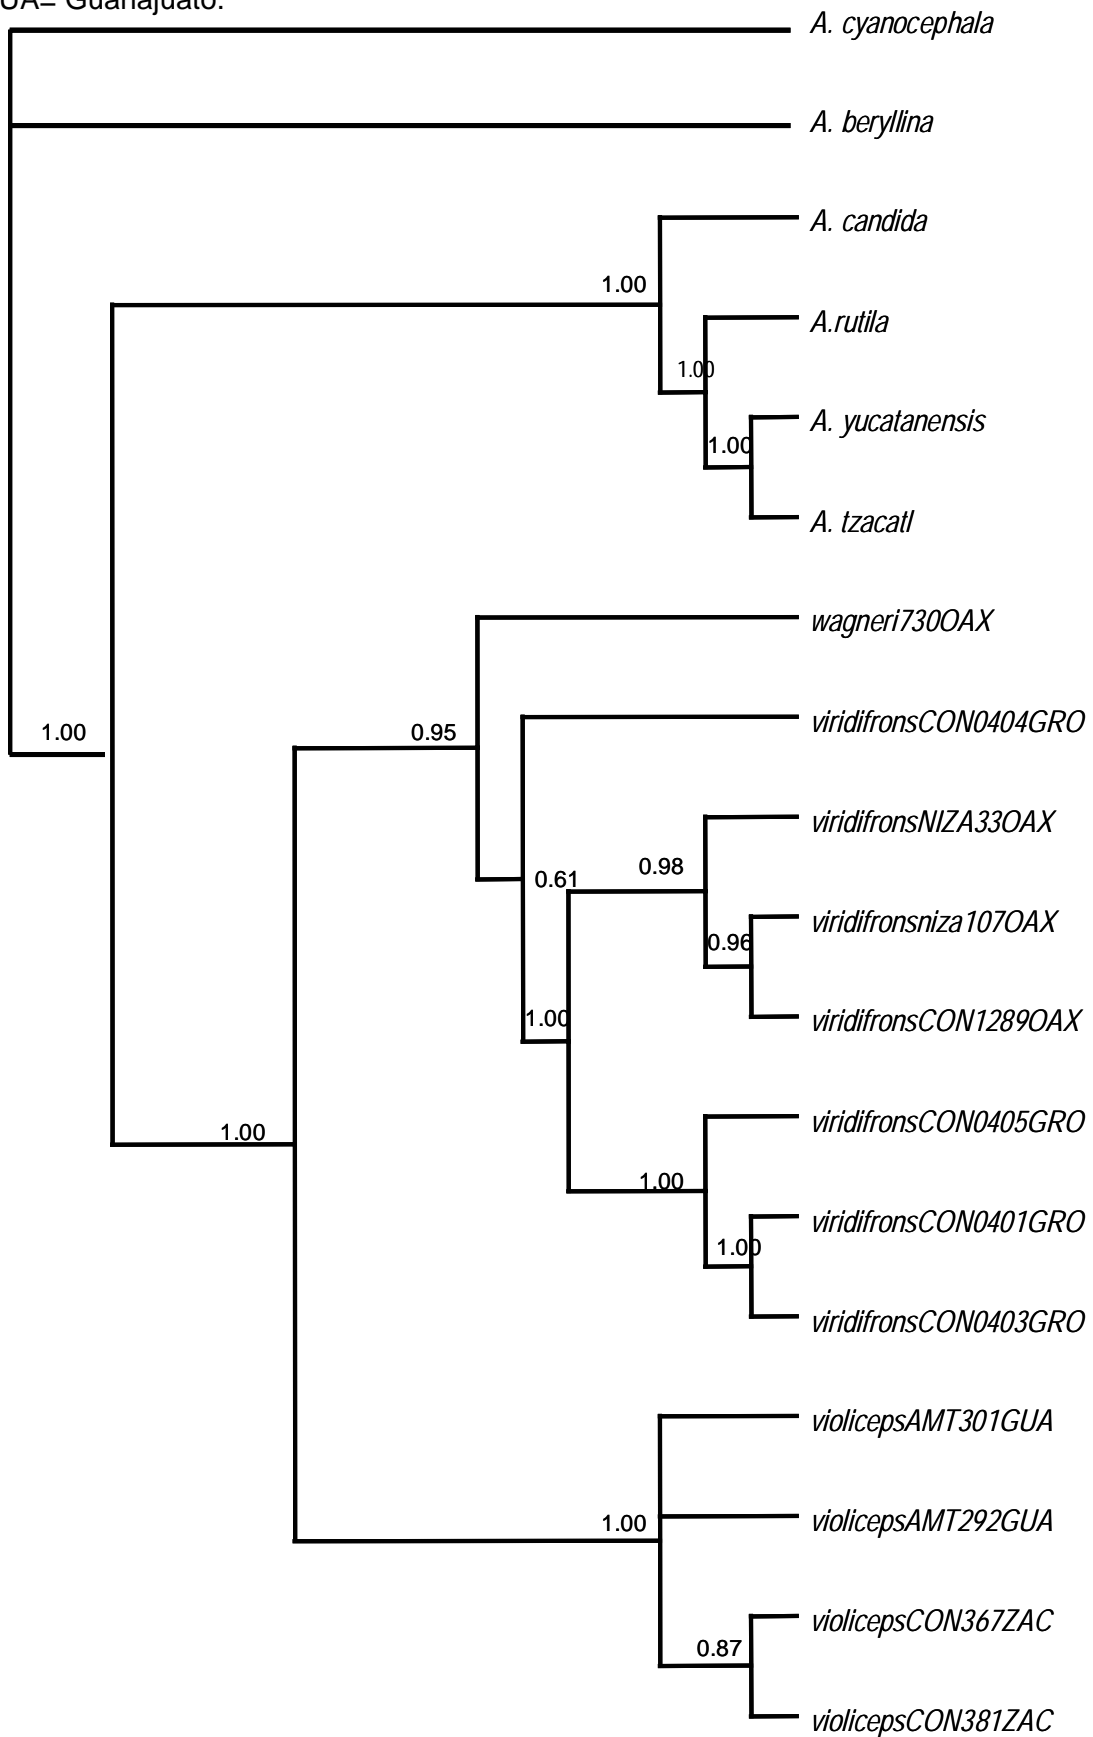 UA= Guanajuato.
A. cyanocephala
A. beryllina
A. candida
1.00
A.rutila
1.00
A. yucatanensis
1.00
A. tzacatl
wagneri730OAX
viridifronsCON0404GRO
1.00
0.95
viridifronsNIZA33OAX
0.98
0.61
viridifronsniza107OAX
0.96
viridifronsCON1289OAX
1.00
viridifronsCON0405GRO
1.00
1.00
viridifronsCON0401GRO
1.00
viridifronsCON0403GRO
violicepsAMT301GUA
violicepsAMT292GUA
1.00
violicepsCON367ZAC
0.87
violicepsCON381ZAC